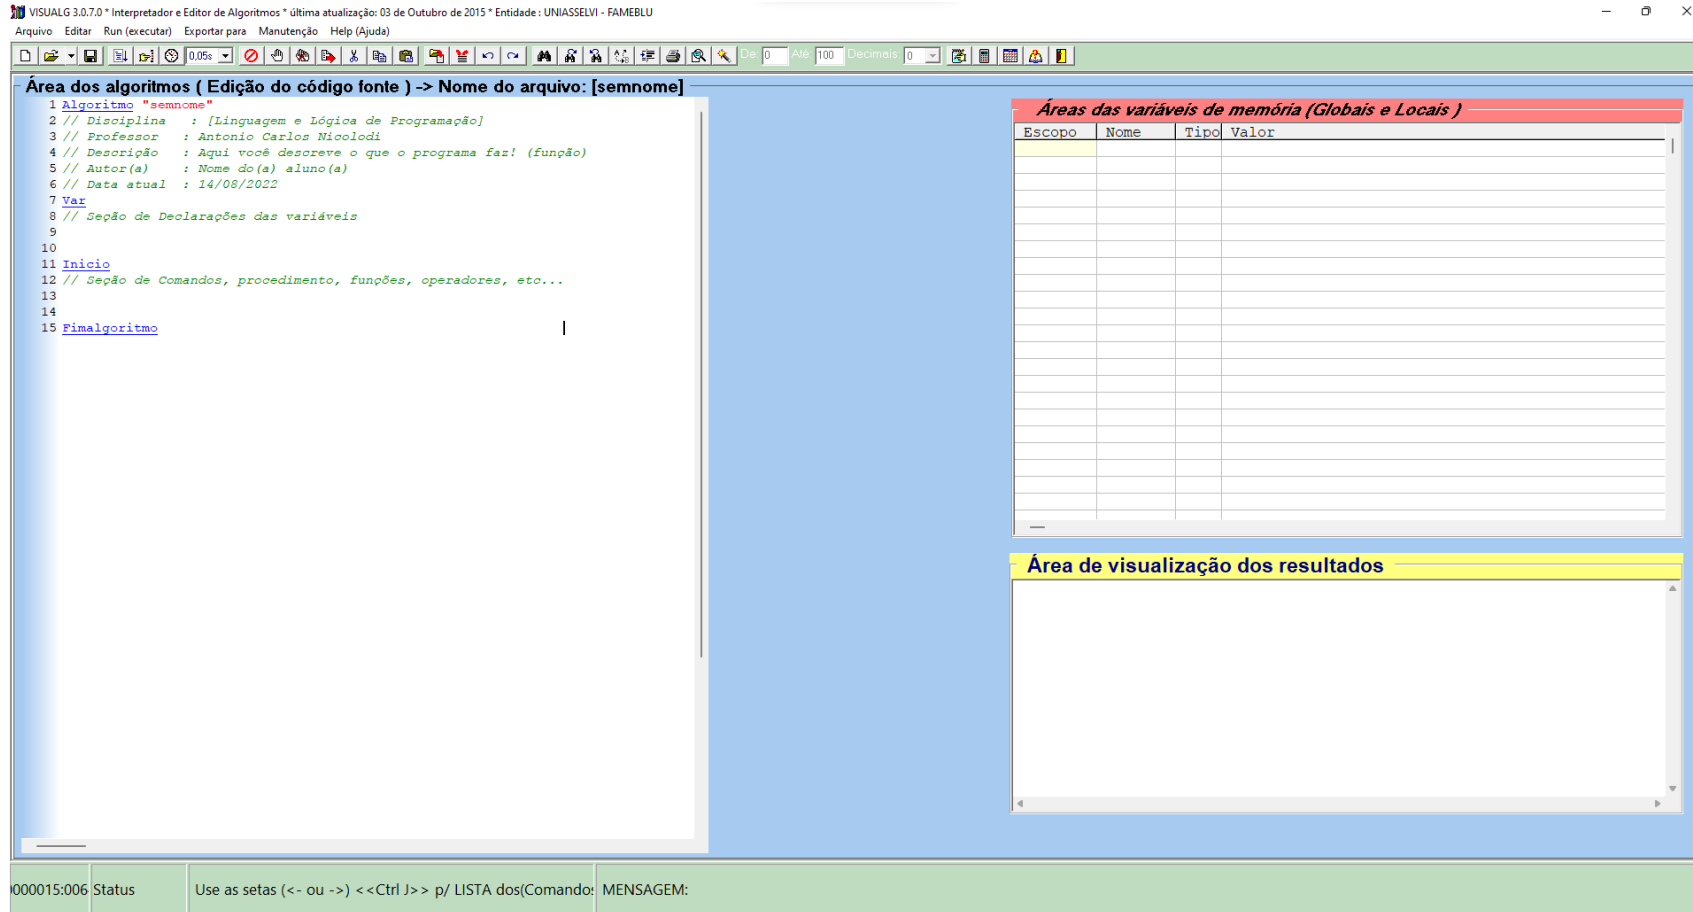 VISUALG 3.0.7.0 * Interpretador e Editor de Algoritmos * última atualização: 03 de Outubro de 2015 * Entidade : UNIASSELVI - FAMEBLU
Arquivo Editar Run (executar) Exportar para Manutenção Help (Ajuda)
0,05s De 0 Até 100 Decimais 0
Área dos algoritmos ( Edição do código fonte ) -> Nome do arquivo: [semnome]
1 Algoritmo "semnome"
2 // Disciplina : [Linguagem e Lógica de Programação]
3 // Professor : Antonio Carlos Nicolodi
4 // Descrição : Aqui você descreve o que o programa faz! (função)
5 // Autor(a) : Nome do(a) aluno(a)
6 // Data atual : 14/08/2022
7 Var
8 // Seção de Declarações das variáveis
9
10
11 Inicio
12 // Seção de Comandos, procedimento, funções, operadores, etc...
13
14
15 Fimalgoritmo
Áreas das variáveis de memória (Globais e Locais )
Escopo Nome Tipo Valor
Área de visualização dos resultados
000015:006 Status Use as setas (<- ou ->) <<Ctrl J>> p/ LISTA dos(Comandos MENSAGEM: